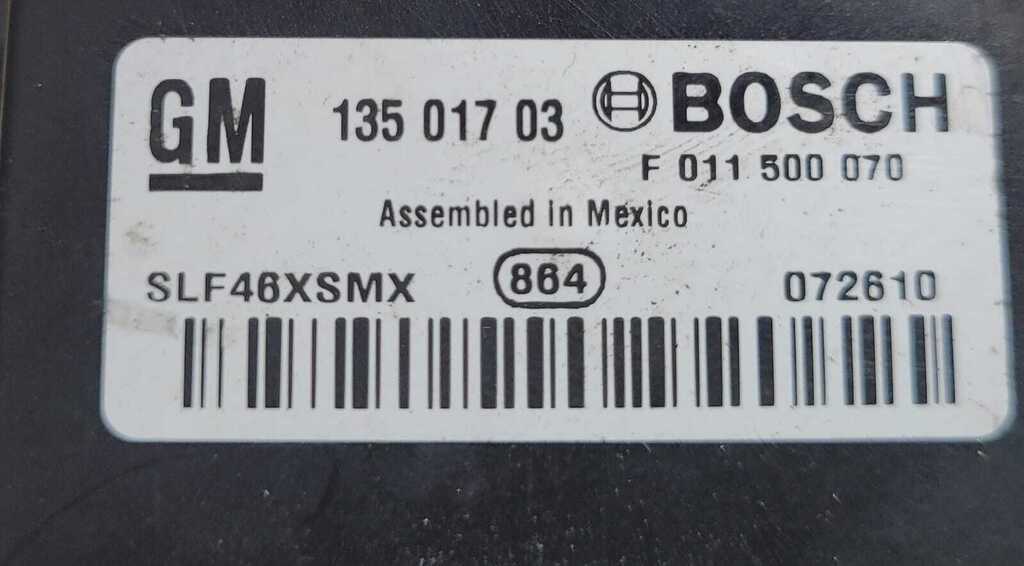 GM 135 017 03 BOSCH
F 011 500 070
Assembled in Mexico
SLF46XSMX 864 072610